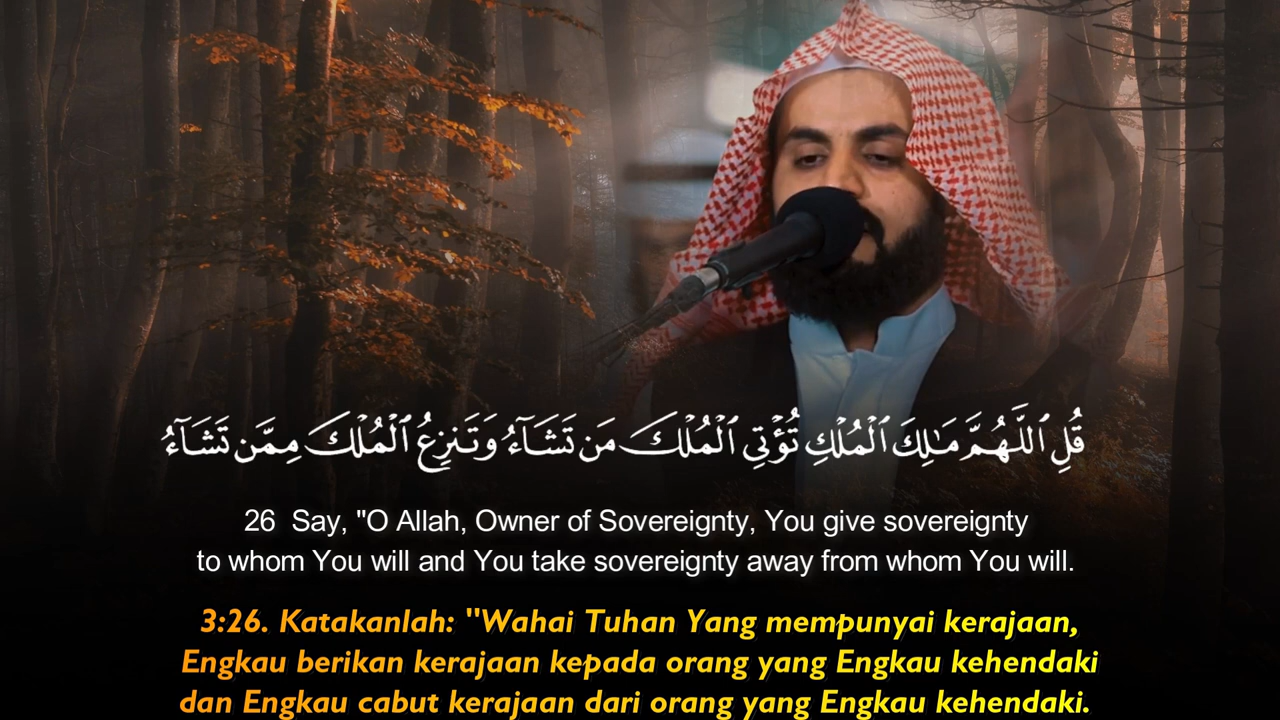 قُلِ ٱللَّهُمَّ مَـٰلِكَ ٱلْمُلْكِ تُؤْتِى ٱلْمُلْكَ مَن تَشَآءُ وَتَنزِعُ ٱلْمُلْكَ مِمَّن تَشَآءُ
26  Say, "O Allah, Owner of Sovereignty, You give sovereignty
to whom You will and You take sovereignty away from whom You will.
3:26. Katakanlah: "Wahai Tuhan Yang mempunyai kerajaan,
Engkau berikan kerajaan kepada orang yang Engkau kehendaki
dan Engkau cabut kerajaan dari orang yang Engkau kehendaki.